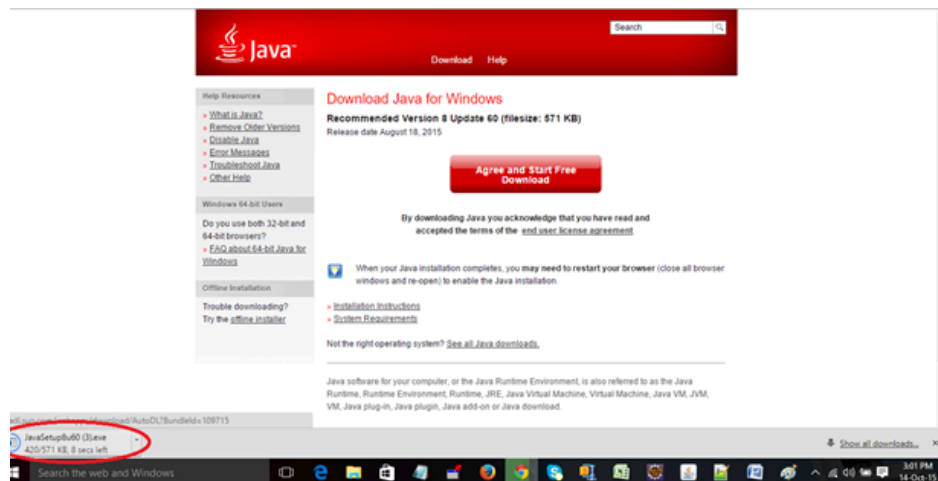 Search
Java
Download Help
Help Resources
» What is Java?
» Remove Older Versions
» Disable Java
» Error Messages
» Troubleshoot Java
» Other Help
Windows 64-bit Users
Do you use both 32-bit and
64-bit browsers?
» FAQ about 64-bit Java for
Windows
Offline Installation
Trouble downloading?
Try the offline installer
Download Java for Windows
Recommended Version 8 Update 60 (filesize: 571 KB)
Release date August 18, 2015
Agree and Start Free
Download
By downloading Java you acknowledge that you have read and
accepted the terms of the end user license agreement
When your Java installation completes, you may need to restart your browser (close all browser
windows and re-open) to enable the Java installation.
» Installation Instructions
» System Requirements
Not the right operating system? See all Java downloads.
Java software for your computer, or the Java Runtime Environment, is also referred to as the Java
Runtime, Runtime Environment, Runtime, JRE, Java Virtual Machine, Virtual Machine, Java VM, JVM,
VM, Java plug-in, Java plugin, Java add-on or Java download.
/AutoDL?BundleId=109715
JavaSetup8u60 (3).exe
420/571 KB, 8 secs left
Show all downloads...
Search the web and Windows
3:01 PM
14-Oct-15